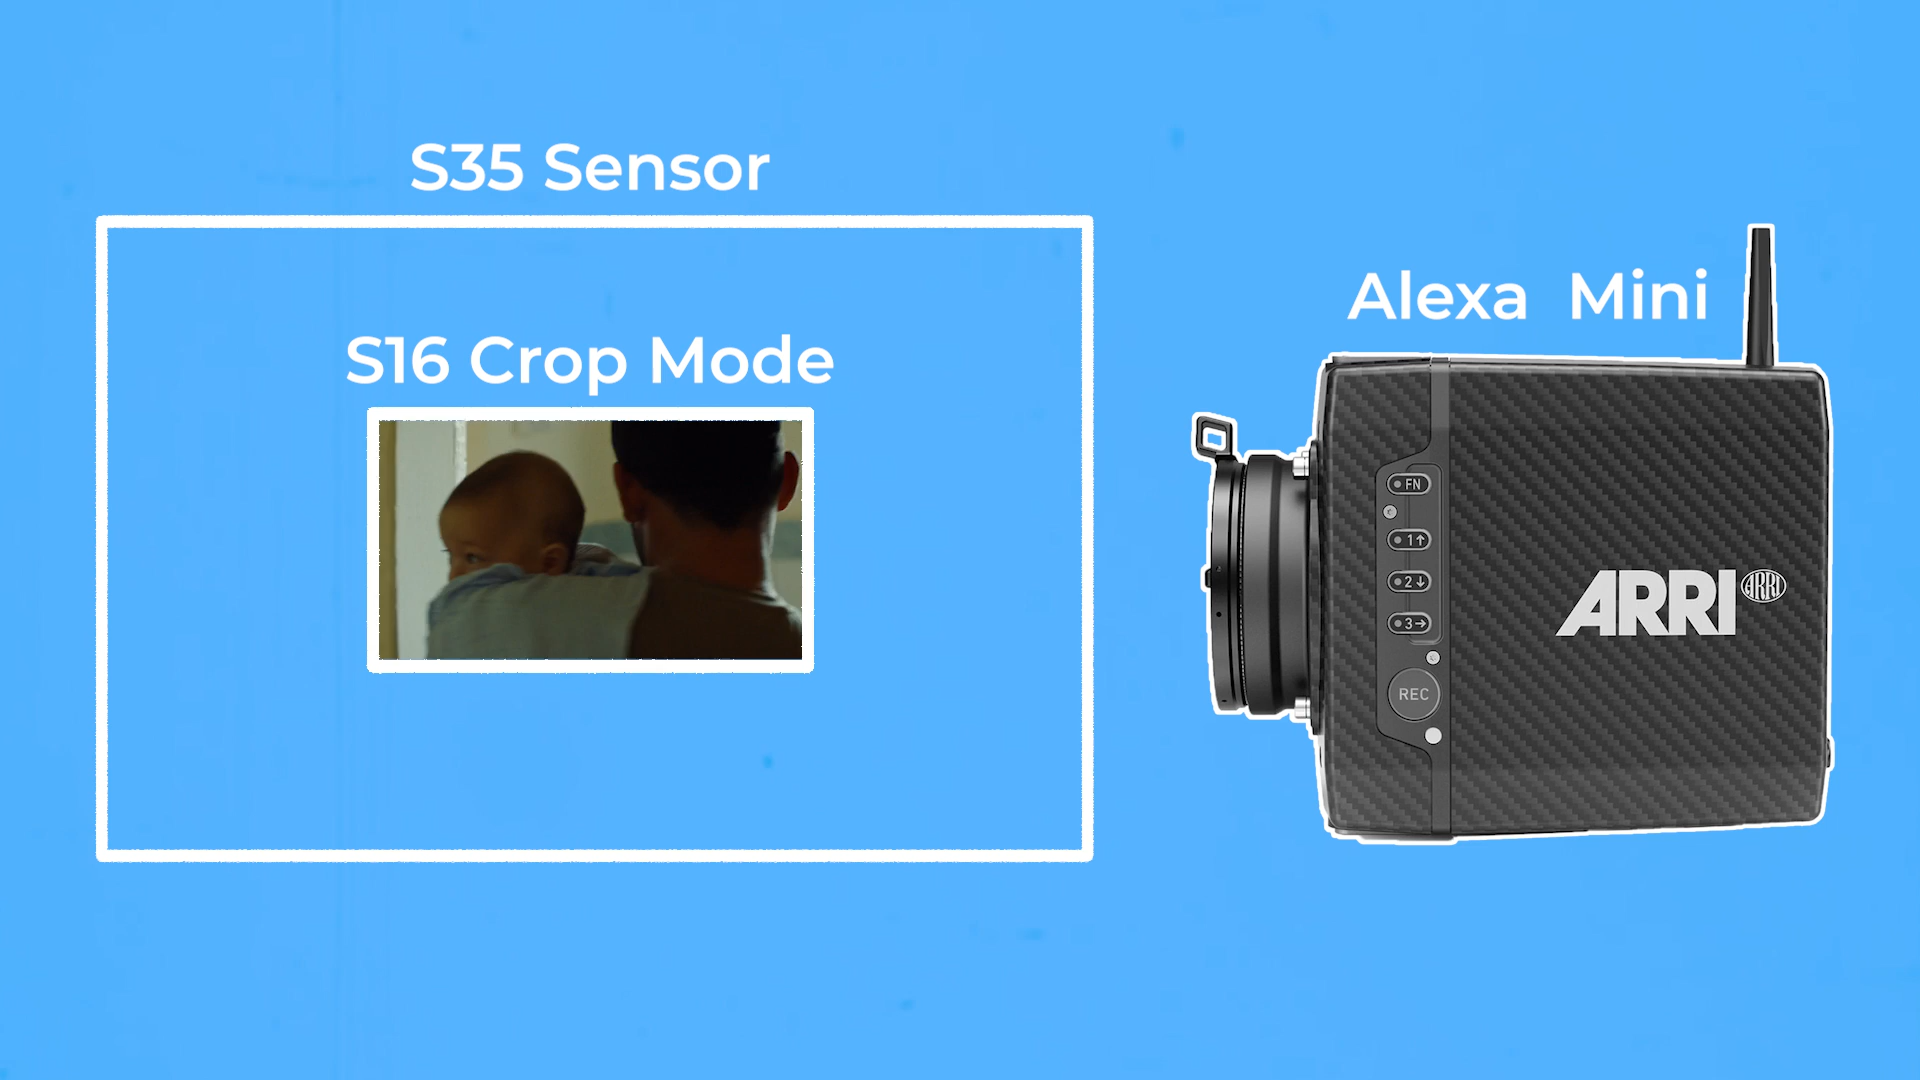 S35 Sensor
S16 Crop Mode
Alexa Mini
FN
1↑
2↓
3→
REC
ARRI
ARRI